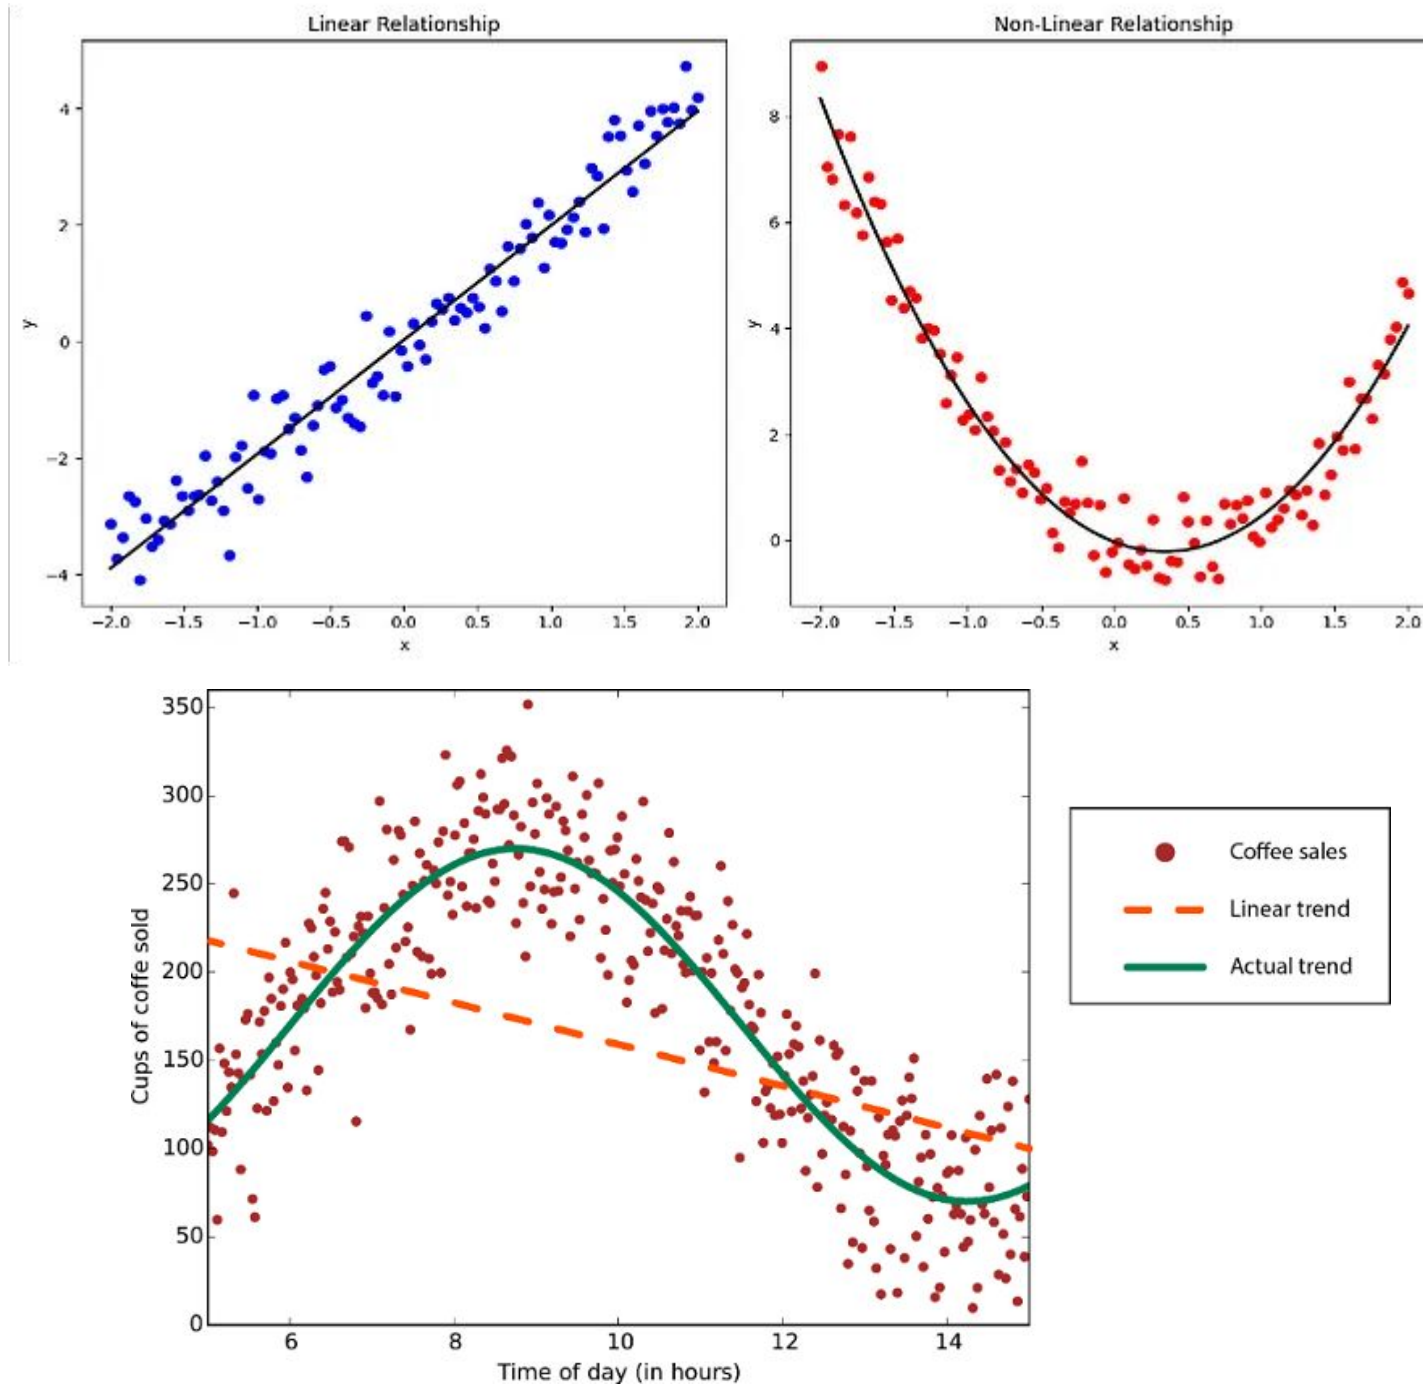 Linear Relationship
4
2
0
−2
−4
y
−2.0 −1.5 −1.0 −0.5 0.0 0.5 1.0 1.5 2.0
x
Non-Linear Relationship
8
6
4
2
0
y
−2.0 −1.5 −1.0 −0.5 0.0 0.5 1.0 1.5 2.0
x
350
300
250
200
150
100
50
0
Cups of coffe sold
6 8 10 12 14
Time of day (in hours)
Coffee sales
Linear trend
Actual trend